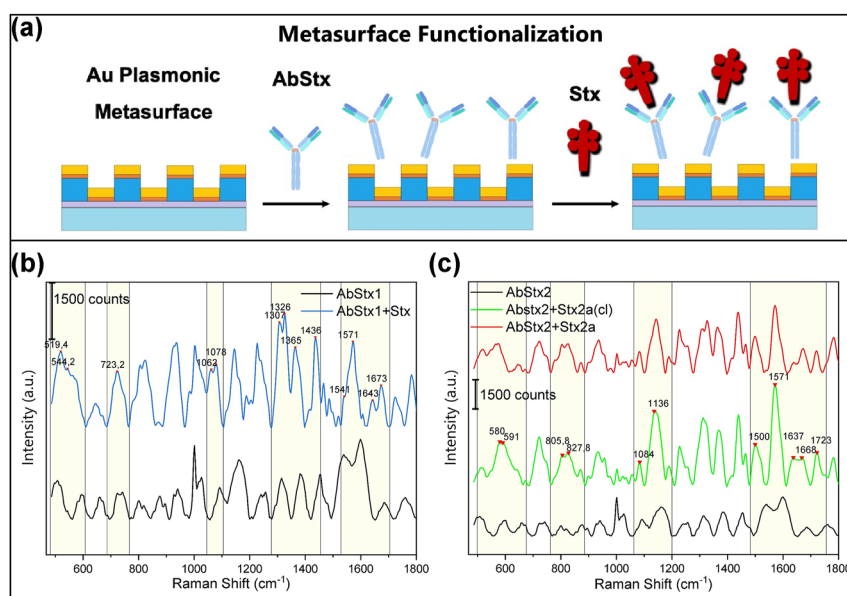 (a)
Metasurface Functionalization
Au Plasmonic
Metasurface
AbStx
Stx
(b)
1500 counts
AbStx1
AbStx1+Stx
519,4
544,2
723,2
1062
1078
1307
1326
1365
1436
1541
1571
1643
1673
Intensity (a.u.)
600 800 1000 1200 1400 1600 1800
Raman Shift (cm⁻¹)
(c)
AbStx2
Abstx2+Stx2a(cl)
AbStx2+Stx2a
1500 counts
580
591
805,8
827,8
1084
1136
1500
1571
1637
1668
1723
Intensity (a.u.)
600 800 1000 1200 1400 1600 1800
Raman Shift (cm⁻¹)